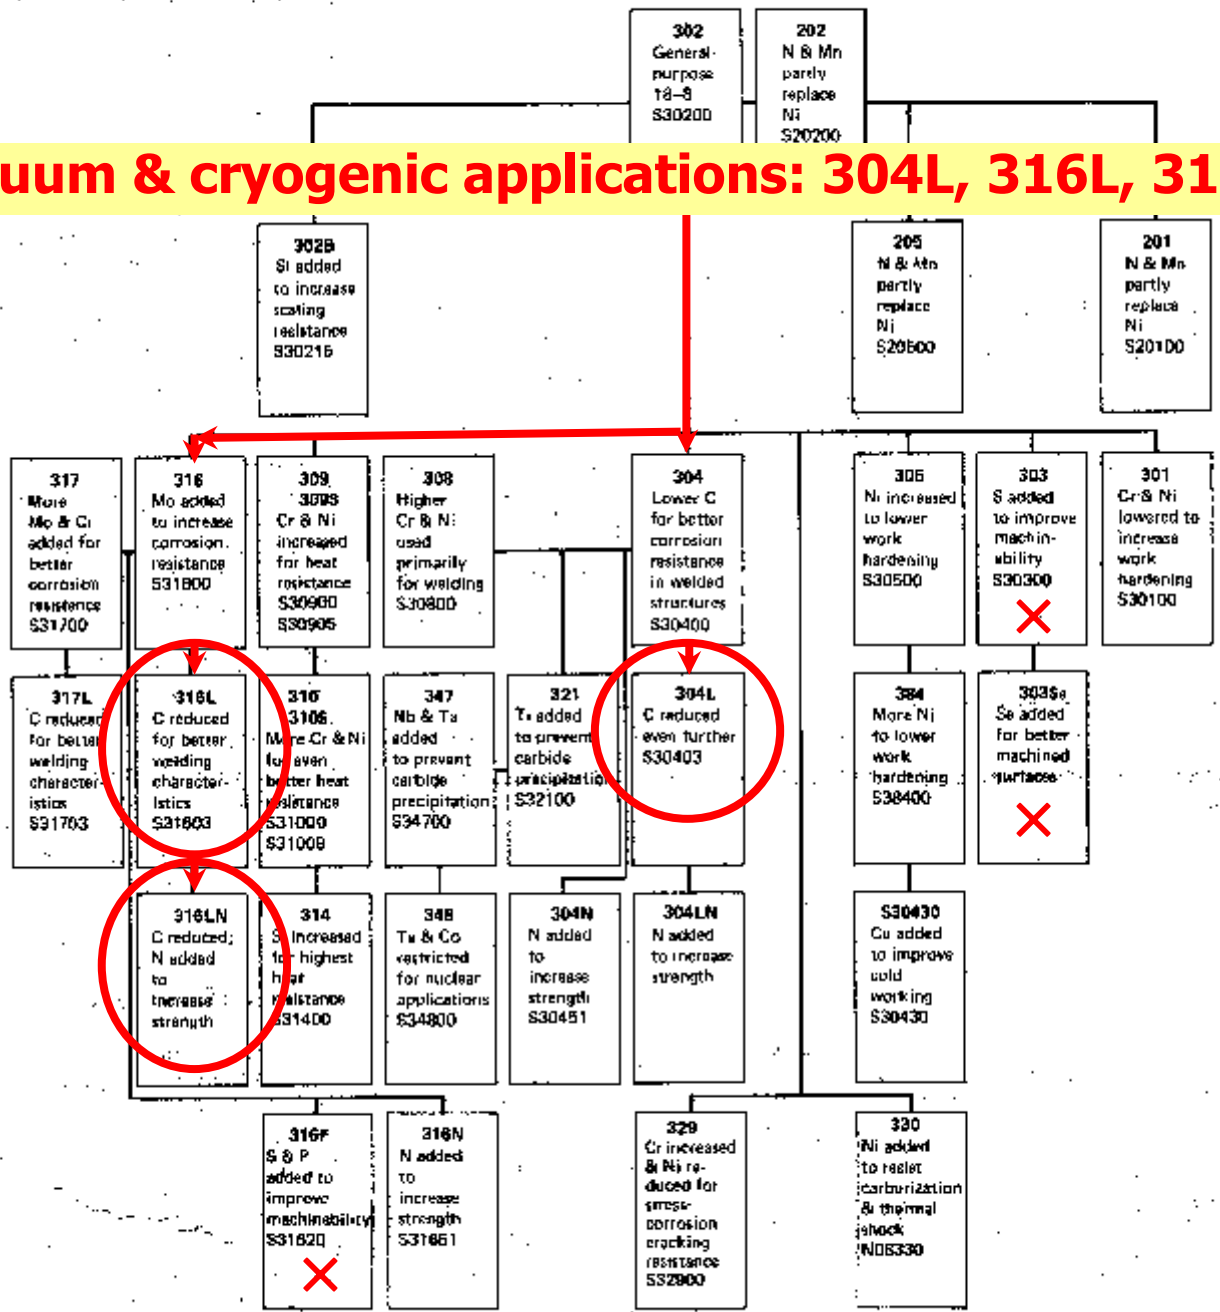 302
General-
purpose
18–8
S30200
202
N & Mn
partly
replace
Ni
S20200
uum & cryogenic applications: 304L, 316L, 31
302B
Si added
to increase
scaling
resistance
S30215
205
N & Mn
partly
replace
Ni
S20500
201
N & Mn
partly
replace
Ni
S20100
317
More
Mo & Cr
added for
better
corrosion
resistance
S31700
316
Mo added
to increase
corrosion
resistance
S31600
309,
309S
Cr & Ni
increased
for heat
resistance
S30900
S30908
308
Higher
Cr & Ni
used
primarily
for welding
S30800
304
Lower C
for better
corrosion
resistance
in welded
structures
S30400
305
Ni increased
to lower
work
hardening
S30500
303
S added
to improve
machin-
ability
S30300
301
Cr & Ni
lowered to
increase
work
hardening
S30100
317L
C reduced
for better
welding
character-
istics
S31703
316L
C reduced
for better
welding
character-
istics
S31603
310
310S
More Cr & Ni
for even
better heat
resistance
S31000
S31008
347
Nb & Ta
added
to prevent
carbide
precipitation
S34700
321
Ti added
to prevent
carbide
precipitation
S32100
304L
C reduced
even further
S30403
384
More Ni
to lower
work
hardening
S38400
303Se
Se added
for better
machined
surfaces
316LN
C reduced;
N added
to
increase
strength
314
Si increased
for highest
heat
resistance
S31400
348
Ta & Co
restricted
for nuclear
applications
S34800
304N
N added
to
increase
strength
S30451
304LN
N added
to increase
strength
S30430
Cu added
to improve
cold
working
S30430
316F
S & P
added to
improve
machinability
S31620
316N
N added
to
increase
strength
S31651
329
Cr increased
& Ni re-
duced for
stress-
corrosion
cracking
resistance
S32900
330
Ni added
to resist
carburization
& thermal
shock
N08330